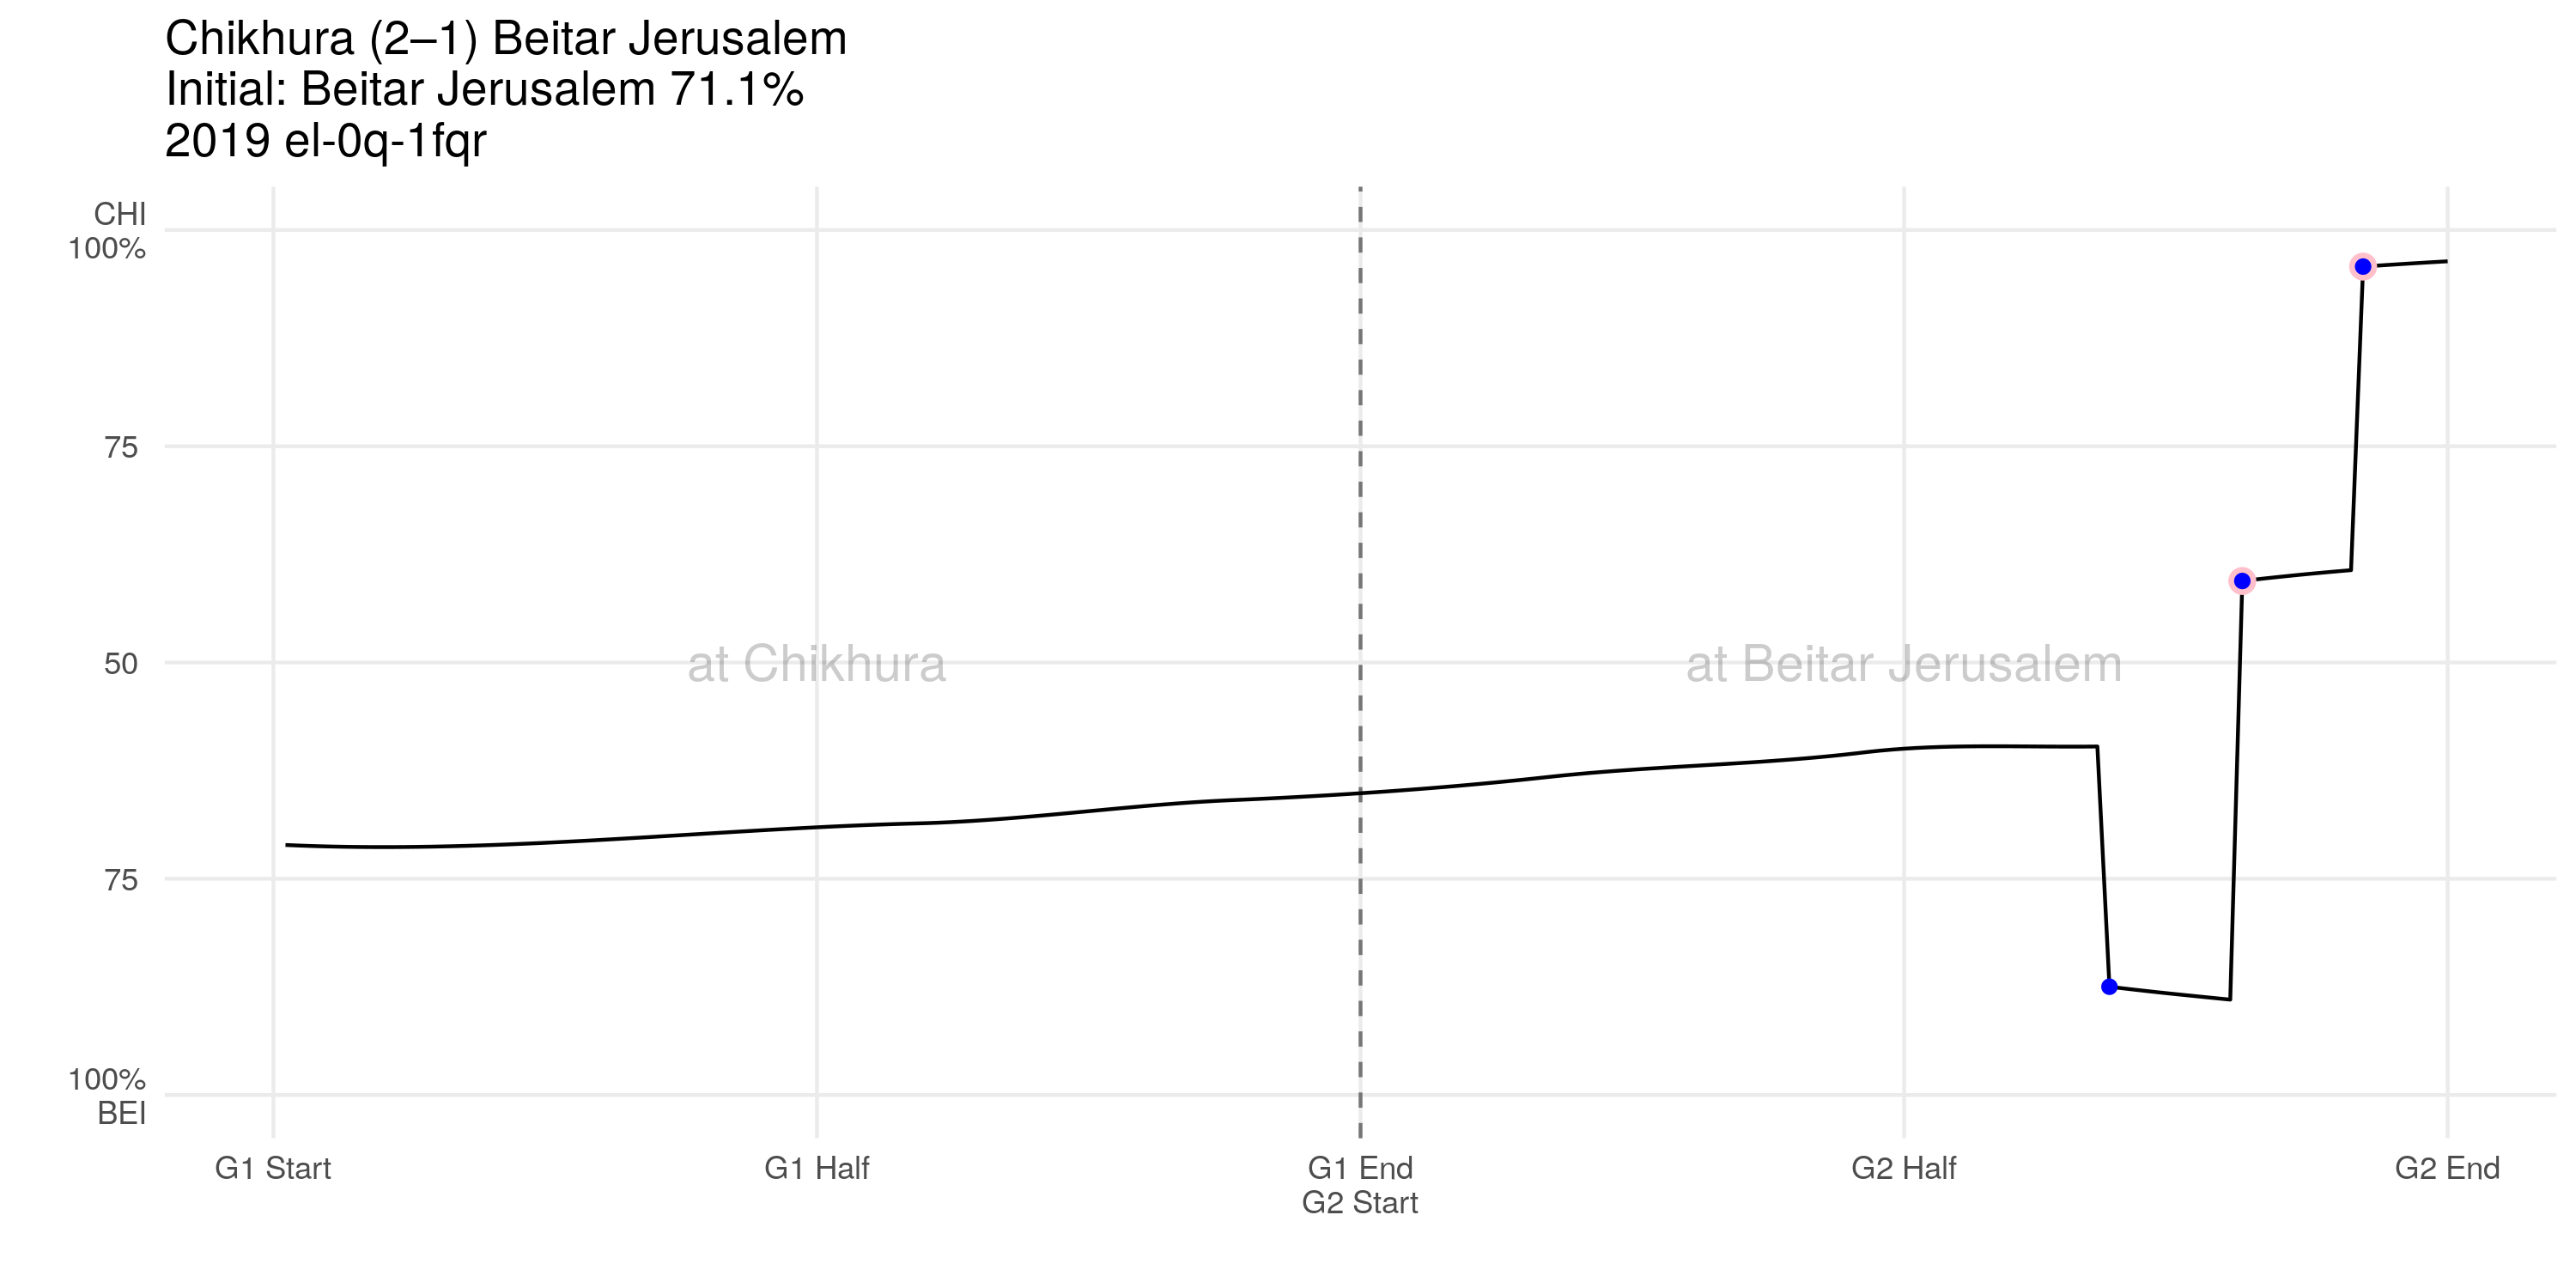 Chikhura (2–1) Beitar Jerusalem
Initial: Beitar Jerusalem 71.1%
2019 el-0q-1fqr
CHI
100%
75
50
75
100%
BEI
at Chikhura
at Beitar Jerusalem
G1 Start
G1 Half
G1 End
G2 Start
G2 Half
G2 End